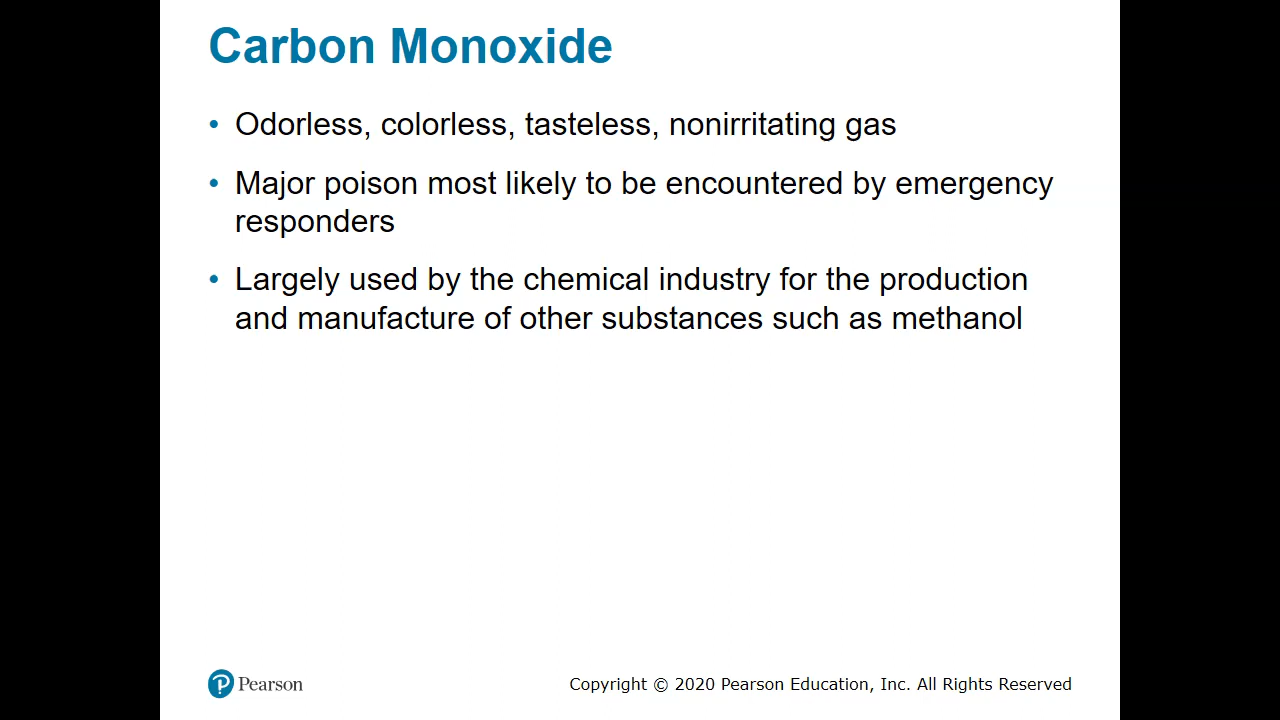 Carbon Monoxide
• Odorless, colorless, tasteless, nonirritating gas
• Major poison most likely to be encountered by emergency
responders
• Largely used by the chemical industry for the production
and manufacture of other substances such as methanol
P Pearson
Copyright © 2020 Pearson Education, Inc. All Rights Reserved